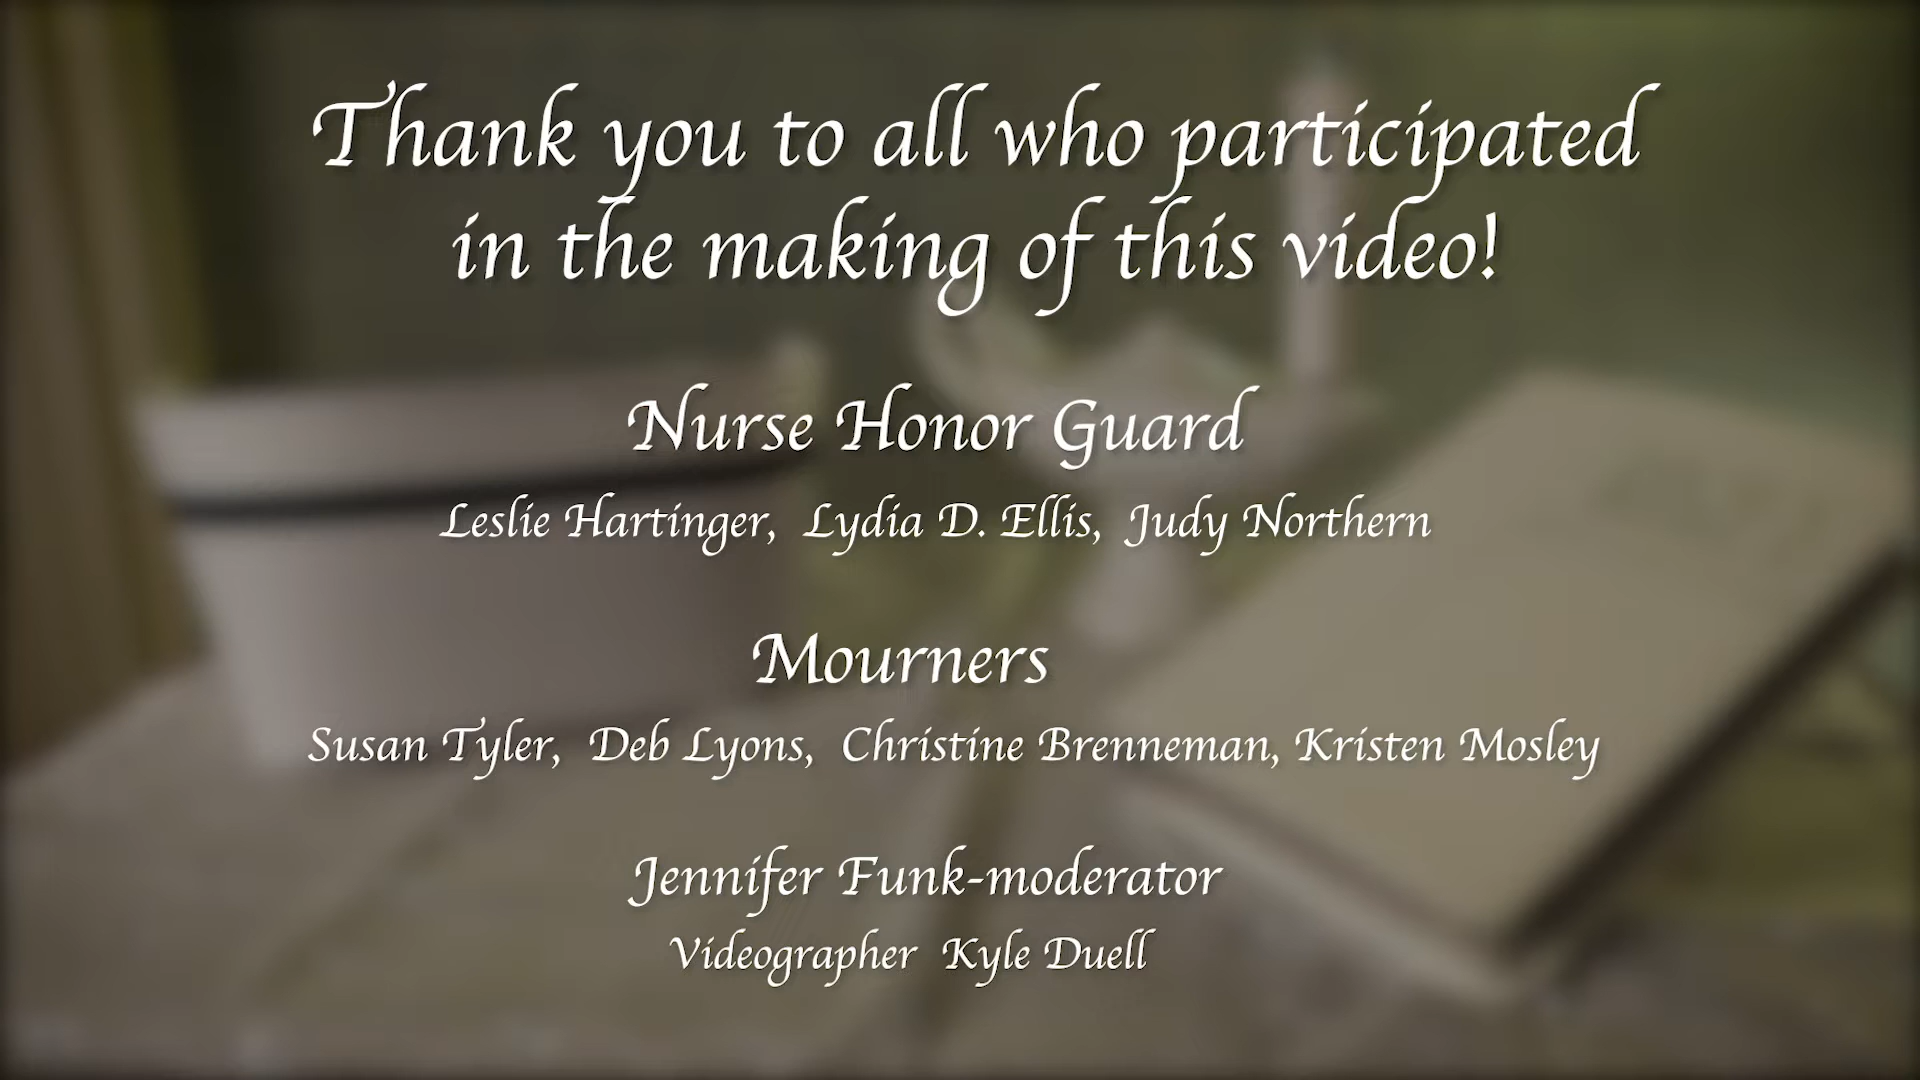 Thank you to all who participated
in the making of this video!
Nurse Honor Guard
Leslie Hartinger, Lydia D. Ellis, Judy Northern
Mourners
Susan Tyler, Deb Lyons, Christine Brenneman, Kristen Mosley
Jennifer Funk-moderator
Videographer Kyle Duell